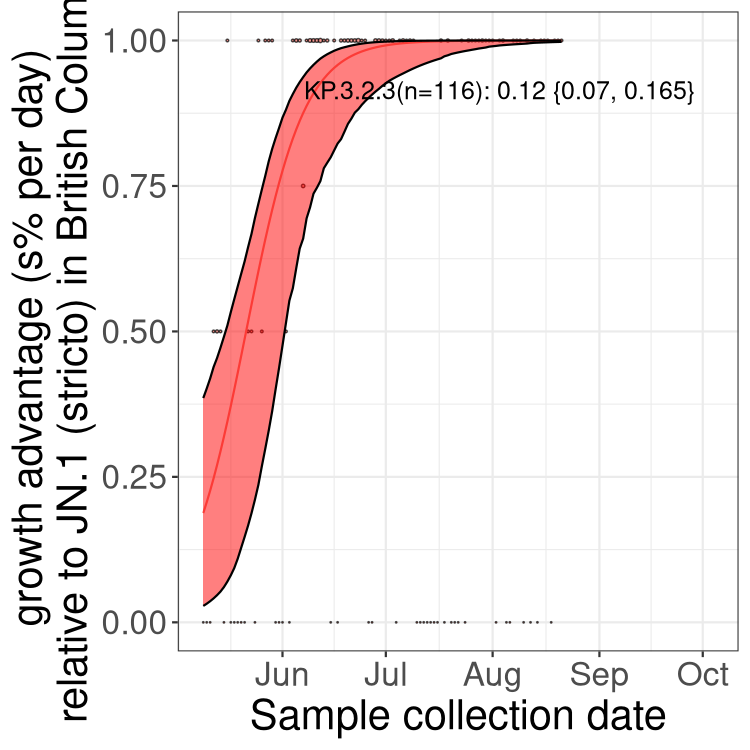 growth advantage (s% per day)
relative to JN.1 (stricto) in British Colum
1.00
0.75
0.50
0.25
0.00
KP.3.2.3(n=116): 0.12 {0.07, 0.165}
Jun Jul Aug Sep Oct
Sample collection date